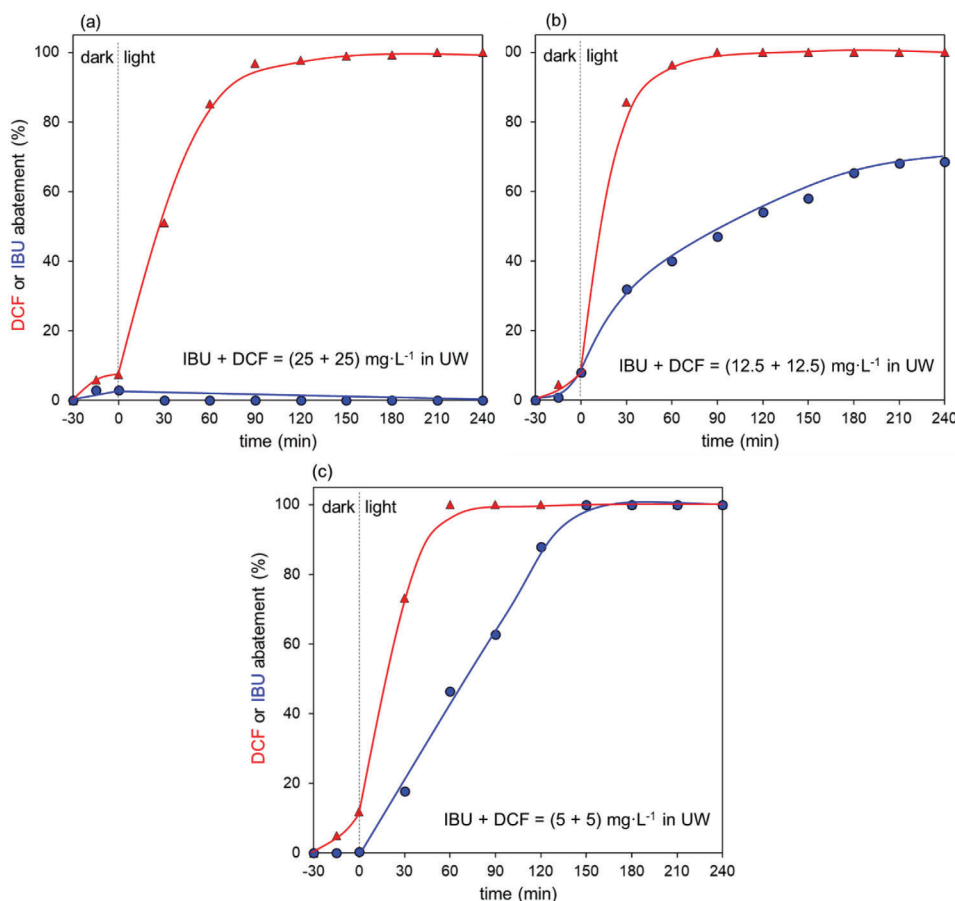 (a)
dark light
100
80
60
40
20
0
DCF or IBU abatement (%)
IBU + DCF = (25 + 25) mg·L⁻¹ in UW
-30 0 30 60 90 120 150 180 210 240
time (min)
(b)
dark light
00
80
60
40
20
0
IBU + DCF = (12.5 + 12.5) mg·L⁻¹ in UW
-30 0 30 60 90 120 150 180 210 240
time (min)
(c)
dark light
100
80
60
40
20
0
DCF or IBU abatement (%)
IBU + DCF = (5 + 5) mg·L⁻¹ in UW
-30 0 30 60 90 120 150 180 210 240
time (min)